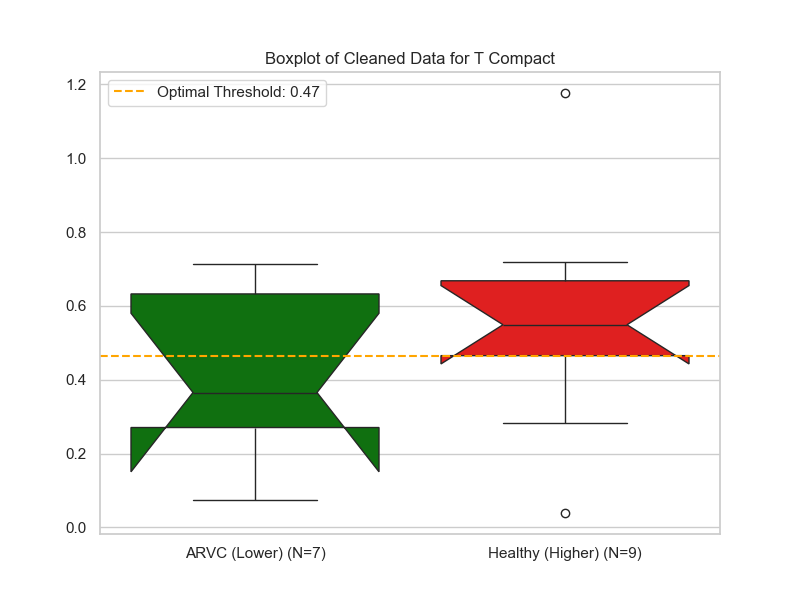 Boxplot of Cleaned Data for T Compact
Optimal Threshold: 0.47
1.2
1.0
0.8
0.6
0.4
0.2
0.0
ARVC (Lower) (N=7)
Healthy (Higher) (N=9)